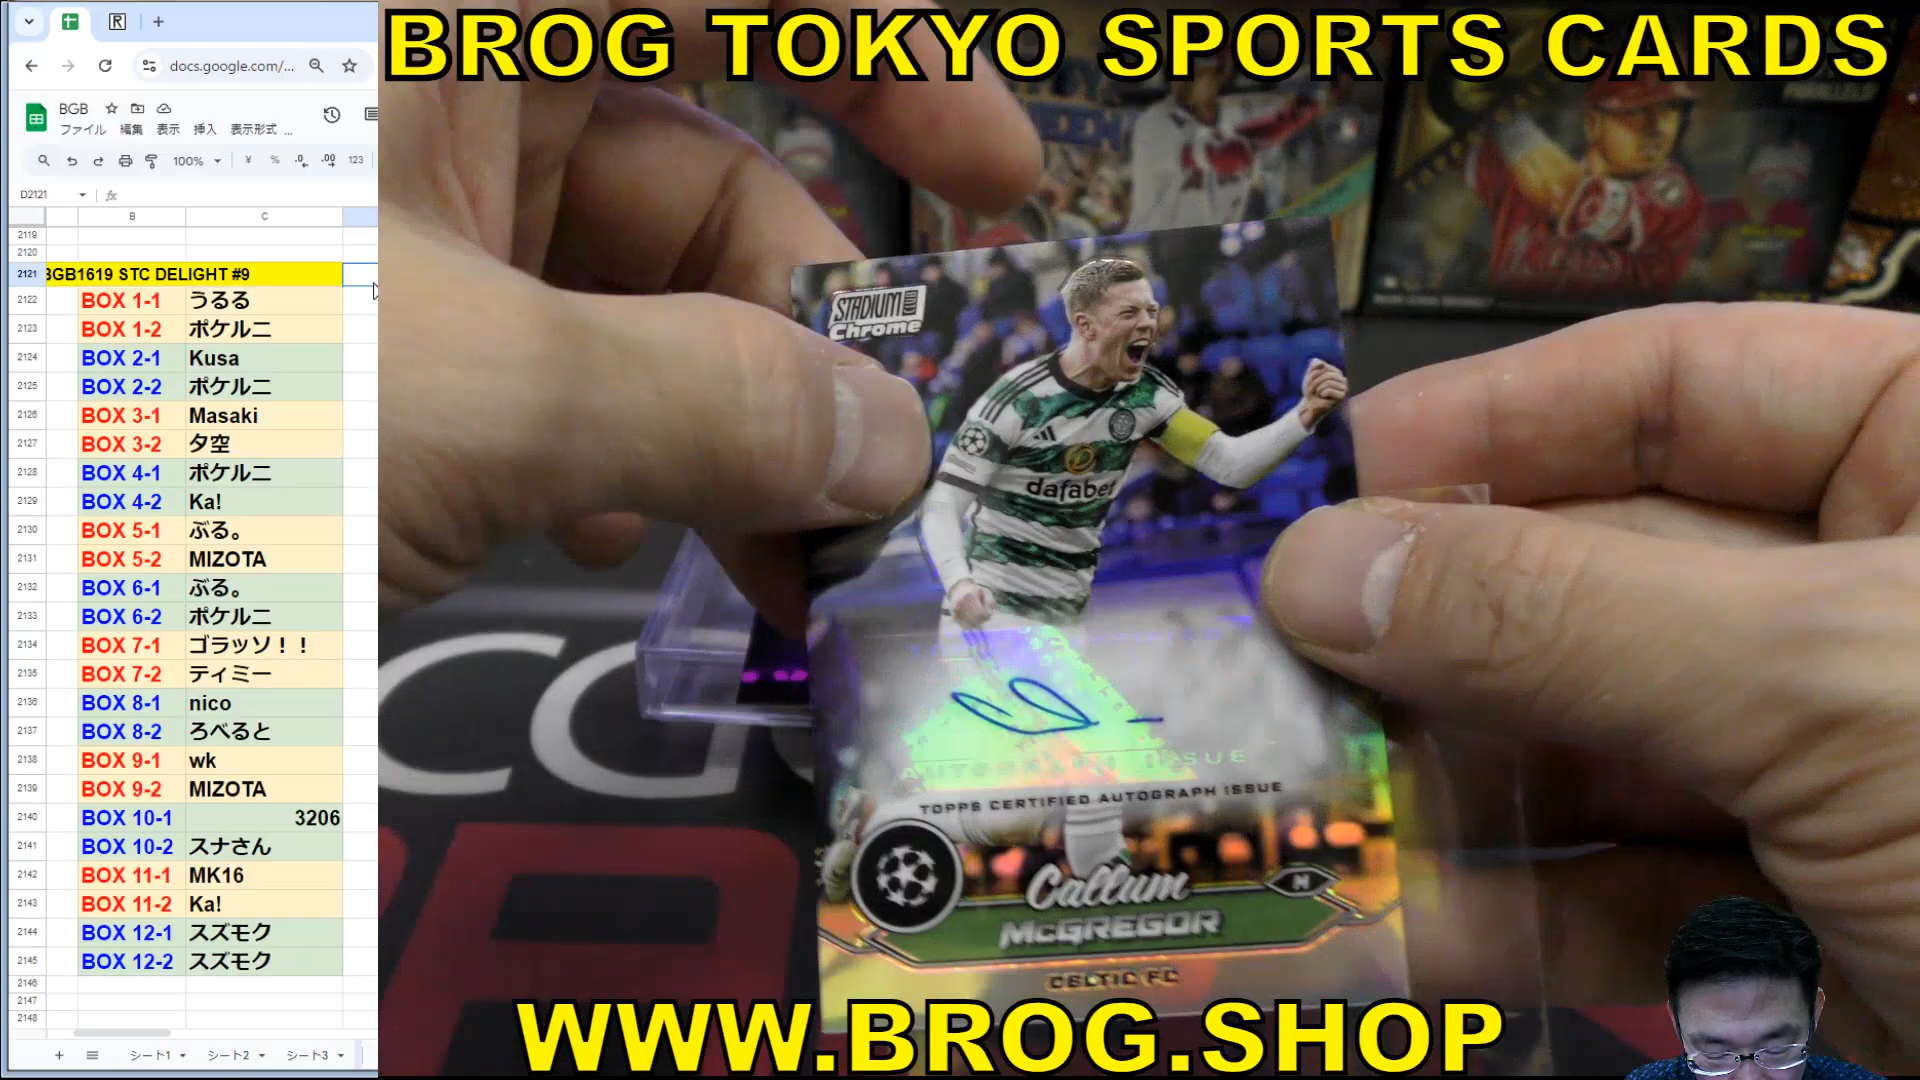 BROG TOKYO SPORTS CARDS
docs.google.com/...
BGB
ファイル 編集 表示 挿入 表示形式 ...
100% ¥ % .0 .00 123
D2121 fx
B C
2119
2120
2121 BGB1619 STC DELIGHT #9
2122 BOX 1-1 うるる
2123 BOX 1-2 ポケル二
2124 BOX 2-1 Kusa
2125 BOX 2-2 ポケル二
2126 BOX 3-1 Masaki
2127 BOX 3-2 夕空
2128 BOX 4-1 ポケル二
2129 BOX 4-2 Ka!
2130 BOX 5-1 ぶる。
2131 BOX 5-2 MIZOTA
2132 BOX 6-1 ぶる。
2133 BOX 6-2 ポケル二
2134 BOX 7-1 ゴラッソ！！
2135 BOX 7-2 ティミー
2136 BOX 8-1 nico
2137 BOX 8-2 ろべると
2138 BOX 9-1 wk
2139 BOX 9-2 MIZOTA
2140 BOX 10-1 3206
2141 BOX 10-2 スナさん
2142 BOX 11-1 MK16
2143 BOX 11-2 Ka!
2144 BOX 12-1 スズモク
2145 BOX 12-2 スズモク
2146
2147
2148
シート1 シート2 シート3
STADIUM CLUB
Chrome
dafabet
AUTOGRAPH ISSUE
TOPPS CERTIFIED AUTOGRAPH ISSUE
Callum
McGREGOR
M
CELTIC FC
WWW.BROG.SHOP